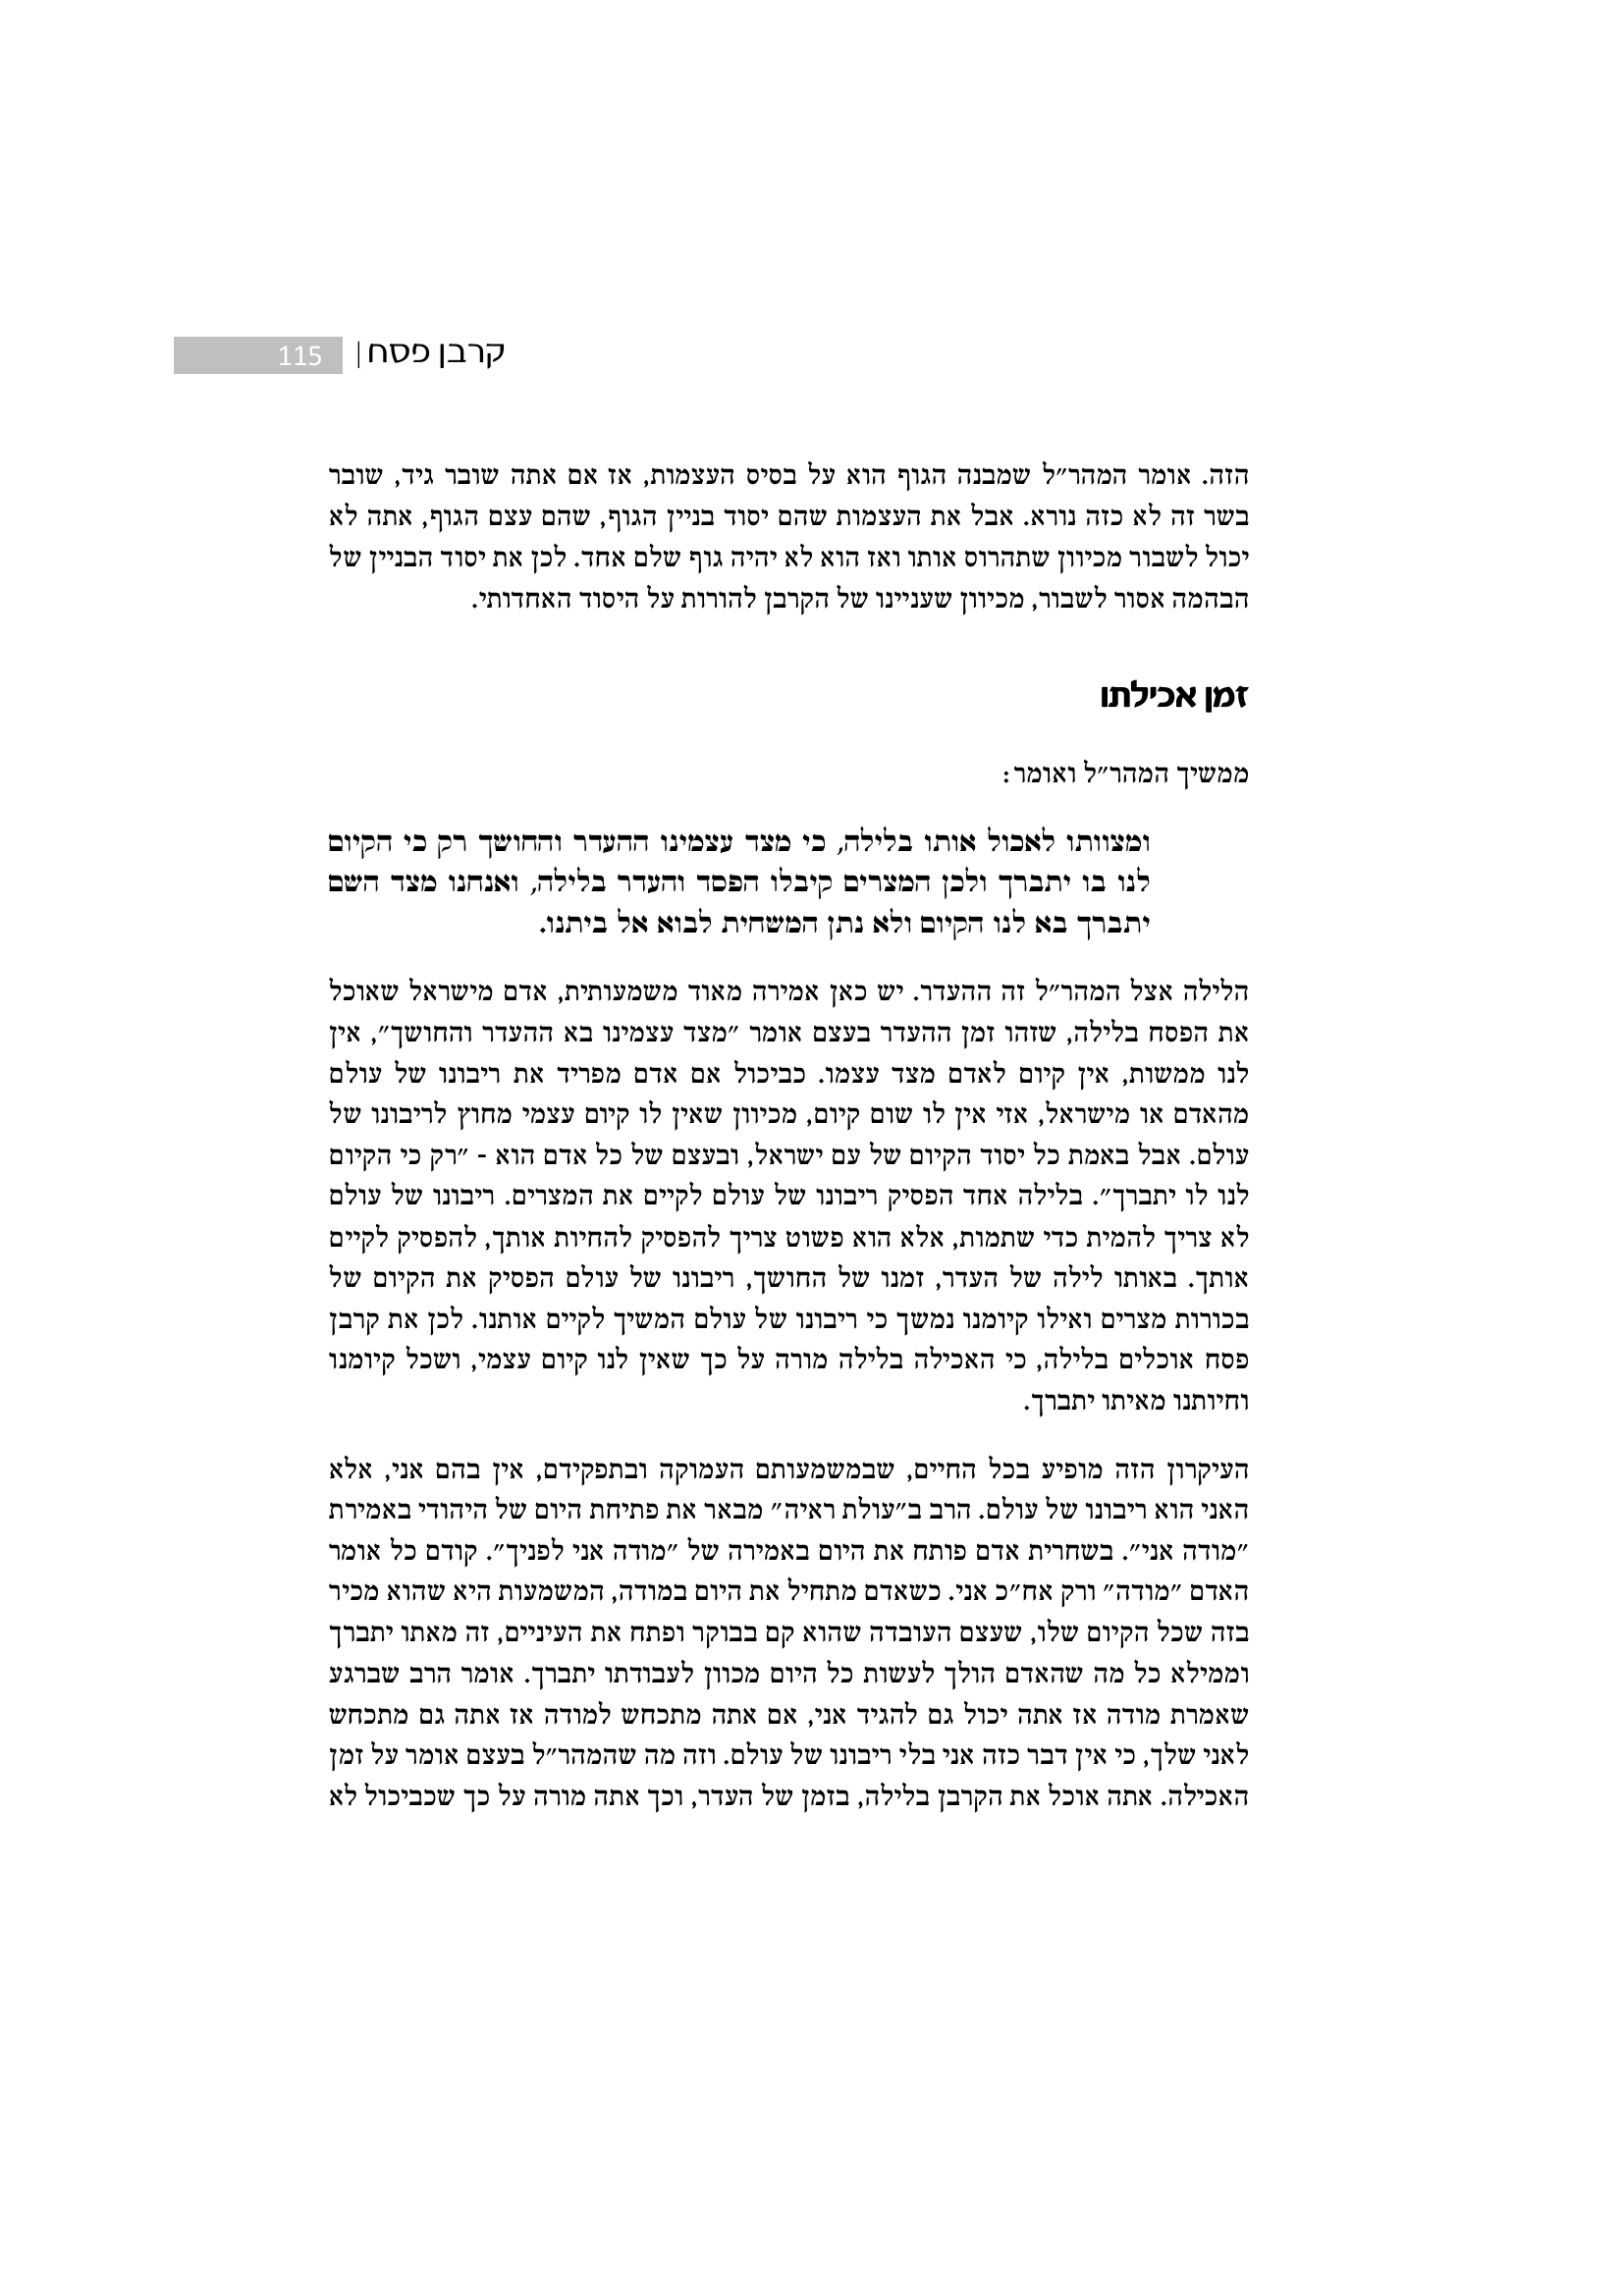 קרבן פסח | 115
הזה. אומר המהר״ל שמבנה הגוף הוא על בסיס העצמות, אז אם אתה שובר גיד, שובר
בשר זה לא כזה נורא. אבל את העצמות שהם יסוד בניין הגוף, שהם עצם הגוף, אתה לא
יכול לשבור מכיוון שתהרוס אותו ואז הוא לא יהיה גוף שלם אחד. לכן את יסוד הבניין של
הבהמה אסור לשבור, מכיוון שעניינו של הקרבן להורות על היסוד האחדותי.
זמן אכילתו
ממשיך המהר״ל ואומר:
ומצוותו לאכול אותו בלילה, כי מצד עצמינו ההעדר והחושך רק כי הקיום
לנו בו יתברך ולכן המצרים קיבלו הפסד והעדר בלילה, ואנחנו מצד השם
יתברך בא לנו הקיום ולא נתן המשחית לבוא אל ביתנו.
הלילה אצל המהר״ל זה ההעדר. יש כאן אמירה מאוד משמעותית, אדם מישראל שאוכל
את הפסח בלילה, שזהו זמן ההעדר בעצם אומר ״מצד עצמינו בא ההעדר והחושך״, אין
לנו ממשות, אין קיום לאדם מצד עצמו. כביכול אם אדם מפריד את ריבונו של עולם
מהאדם או מישראל, אזי אין לו שום קיום, מכיוון שאין לו קיום עצמי מחוץ לריבונו של
עולם. אבל באמת כל יסוד הקיום של עם ישראל, ובעצם של כל אדם הוא - ״רק כי הקיום
לנו לו יתברך״. בלילה אחד הפסיק ריבונו של עולם לקיים את המצרים. ריבונו של עולם
לא צריך להמית כדי שתמות, אלא הוא פשוט צריך להפסיק להחיות אותך, להפסיק לקיים
אותך. באותו לילה של העדר, זמנו של החושך, ריבונו של עולם הפסיק את הקיום של
בכורות מצרים ואילו קיומנו נמשך כי ריבונו של עולם המשיך לקיים אותנו. לכן את קרבן
פסח אוכלים בלילה, כי האכילה בלילה מורה על כך שאין לנו קיום עצמי, ושכל קיומנו
וחיותנו מאיתו יתברך.
העיקרון הזה מופיע בכל החיים, שבמשמעותם העמוקה ובתפקידם, אין בהם אני, אלא
האני הוא ריבונו של עולם. הרב ב״עולת ראיה״ מבאר את פתיחת היום של היהודי באמירת
״מודה אני״. בשחרית אדם פותח את היום באמירה של ״מודה אני לפניך״. קודם כל אומר
האדם ״מודה״ ורק אח״כ אני. כשאדם מתחיל את היום במודה, המשמעות היא שהוא מכיר
בזה שכל הקיום שלו, שעצם העובדה שהוא קם בבוקר ופתח את העיניים, זה מאתו יתברך
וממילא כל מה שהאדם הולך לעשות כל היום מכוון לעבודתו יתברך. אומר הרב שברגע
שאמרת מודה אז אתה יכול גם להגיד אני, אם אתה מתכחש למודה אז אתה גם מתכחש
לאני שלך, כי אין דבר כזה אני בלי ריבונו של עולם. וזה מה שהמהר״ל בעצם אומר על זמן
האכילה. אתה אוכל את הקרבן בלילה, בזמן של העדר, וכך אתה מורה על כך שכביכול לא